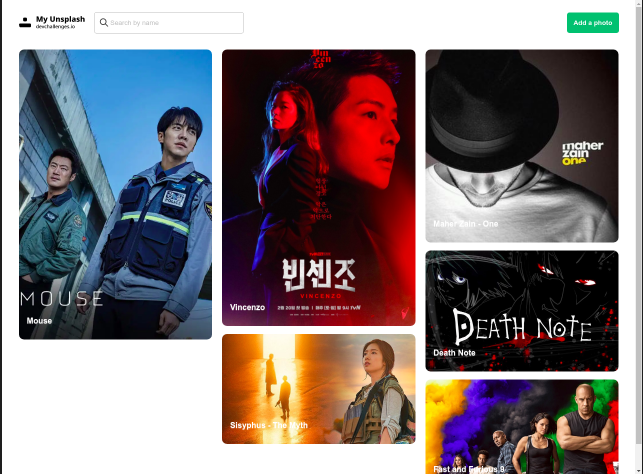 My Unsplash
devchallenges.io
Search by name
Add a photo
MOUSE
Mouse
빈센조
VINCENZO
Vincenzo
Sisyphus - The Myth
maher
zain
one
Maher Zain - One
DEATH NOTE
Death Note
Fast and Furious 9